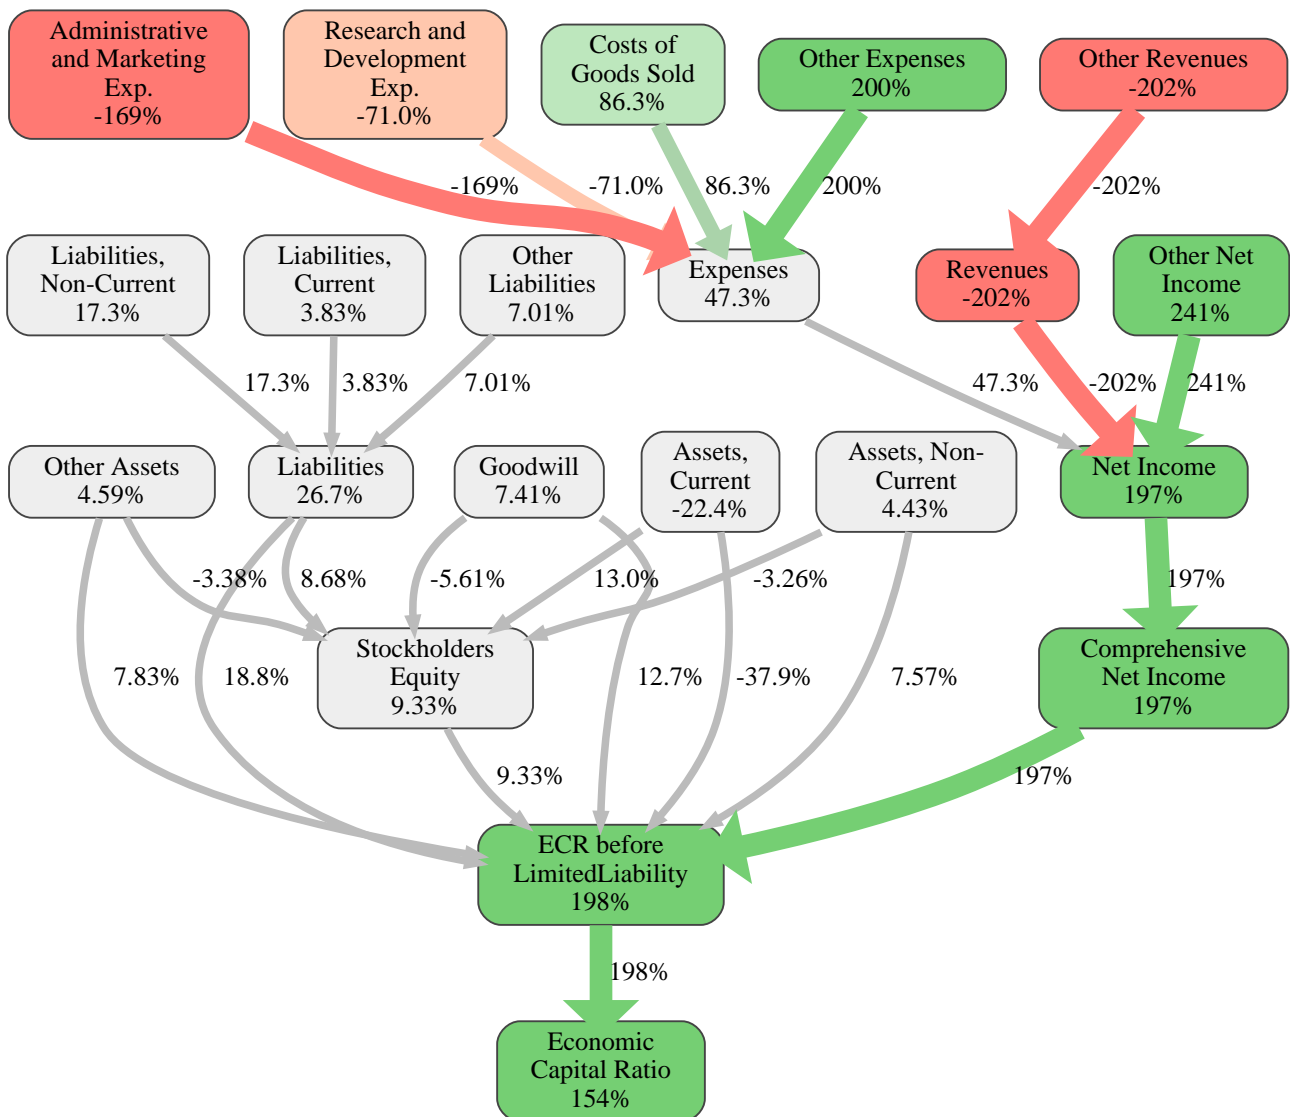 Administrative
and Marketing
Exp.
-169%
Research and
Development
Exp.
-71.0%
Costs of
Goods Sold
86.3%
Other Expenses
200%
Other Revenues
-202%
-169%
-71.0%
86.3%
200%
-202%
Liabilities,
Non-Current
17.3%
Liabilities,
Current
3.83%
Other
Liabilities
7.01%
Expenses
47.3%
Revenues
-202%
Other Net
Income
241%
17.3%
3.83%
7.01%
47.3%
-202%
241%
Other Assets
4.59%
Liabilities
26.7%
Goodwill
7.41%
Assets,
Current
-22.4%
Assets, Non-
Current
4.43%
Net Income
197%
-3.38%
8.68%
-5.61%
13.0%
-3.26%
197%
Stockholders
Equity
9.33%
Comprehensive
Net Income
197%
7.83%
18.8%
12.7%
-37.9%
7.57%
9.33%
197%
ECR before
LimitedLiability
198%
198%
Economic
Capital Ratio
154%